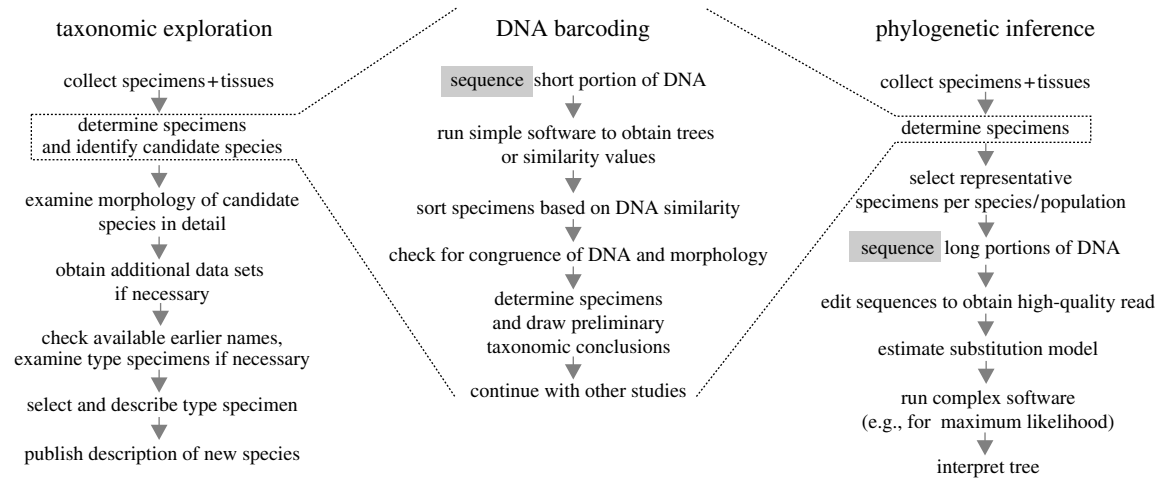 taxonomic exploration
collect specimens+tissues
determine specimens
and identify candidate species
examine morphology of candidate
species in detail
obtain additional data sets
if necessary
check available earlier names,
examine type specimens if necessary
select and describe type specimen
publish description of new species
DNA barcoding
sequence short portion of DNA
run simple software to obtain trees
or similarity values
sort specimens based on DNA similarity
check for congruence of DNA and morphology
determine specimens
and draw preliminary
taxonomic conclusions
continue with other studies
phylogenetic inference
collect specimens+tissues
determine specimens
select representative
specimens per species/population
sequence long portions of DNA
edit sequences to obtain high-quality read
estimate substitution model
run complex software
(e.g., for maximum likelihood)
interpret tree